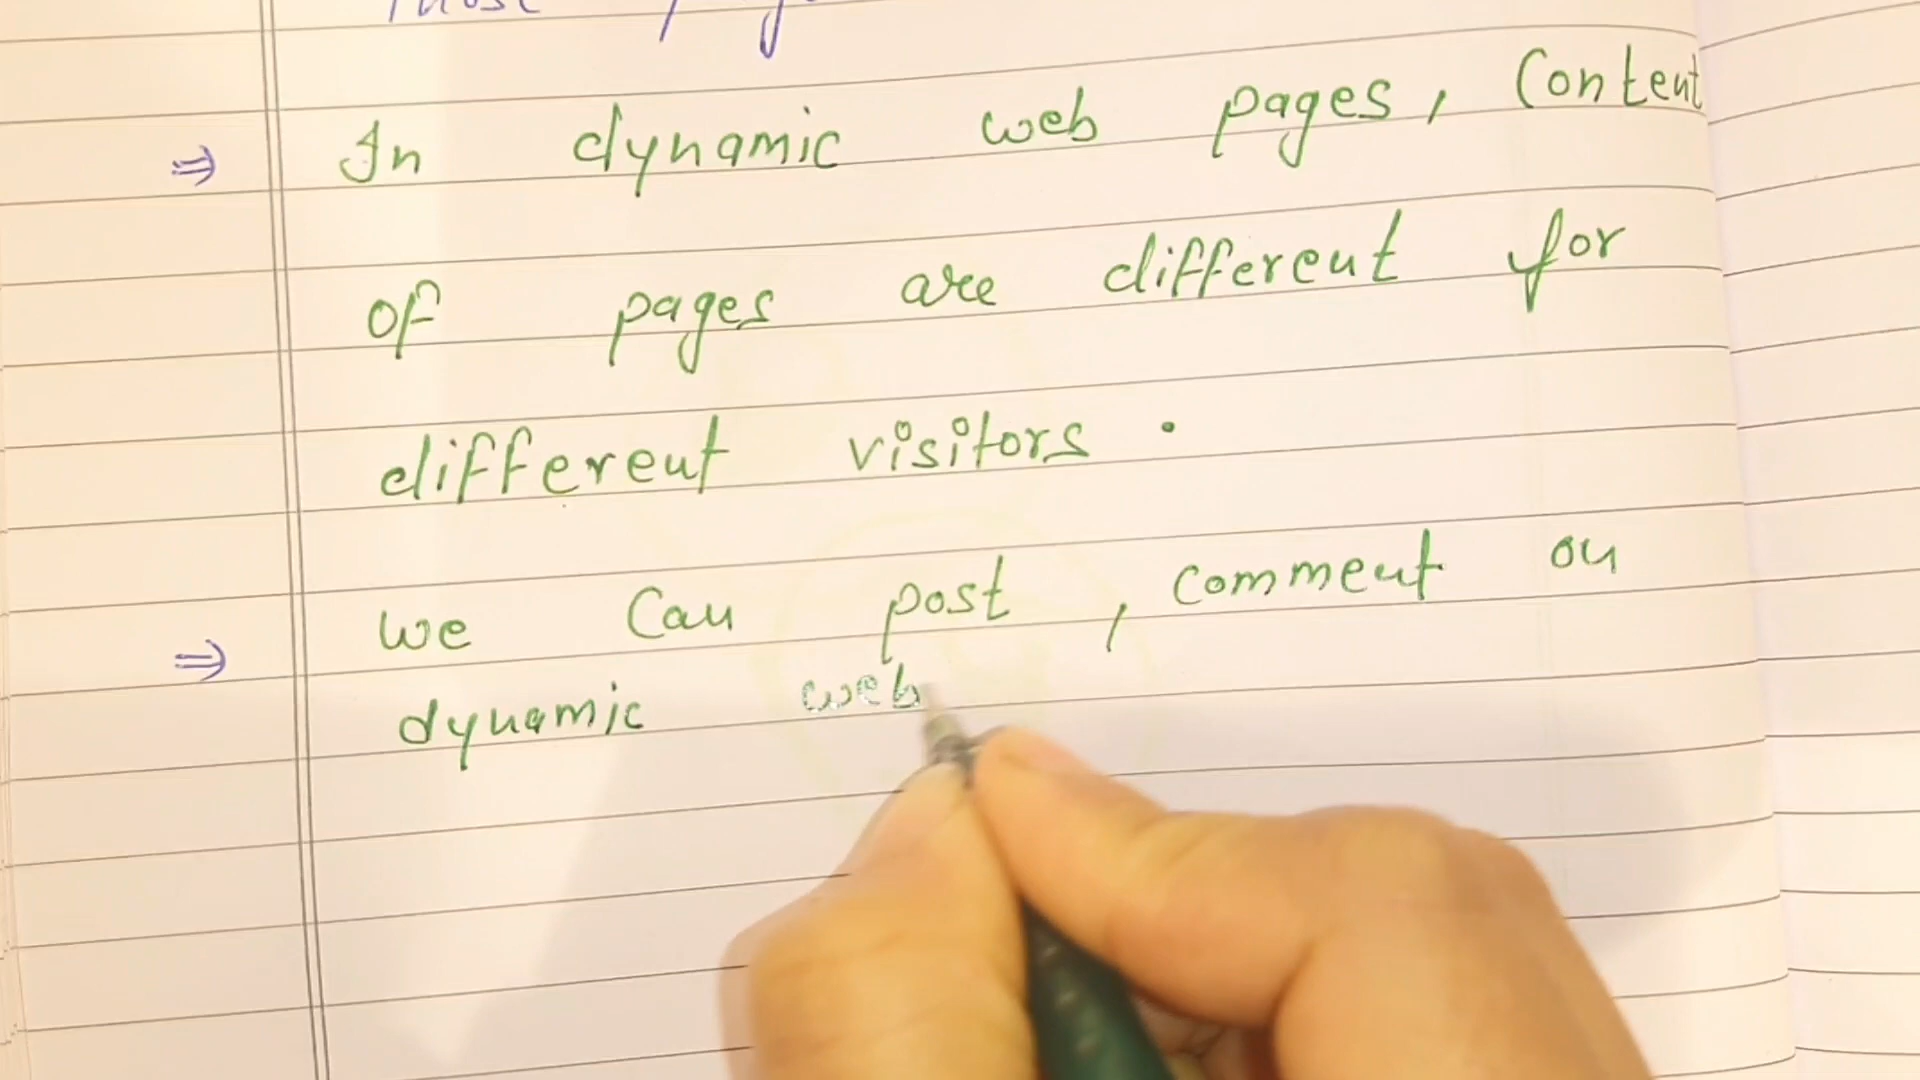 ⇒ In dynamic web pages, Content
of pages are different for
different visitors.
⇒ we can post, comment on
dynamic web